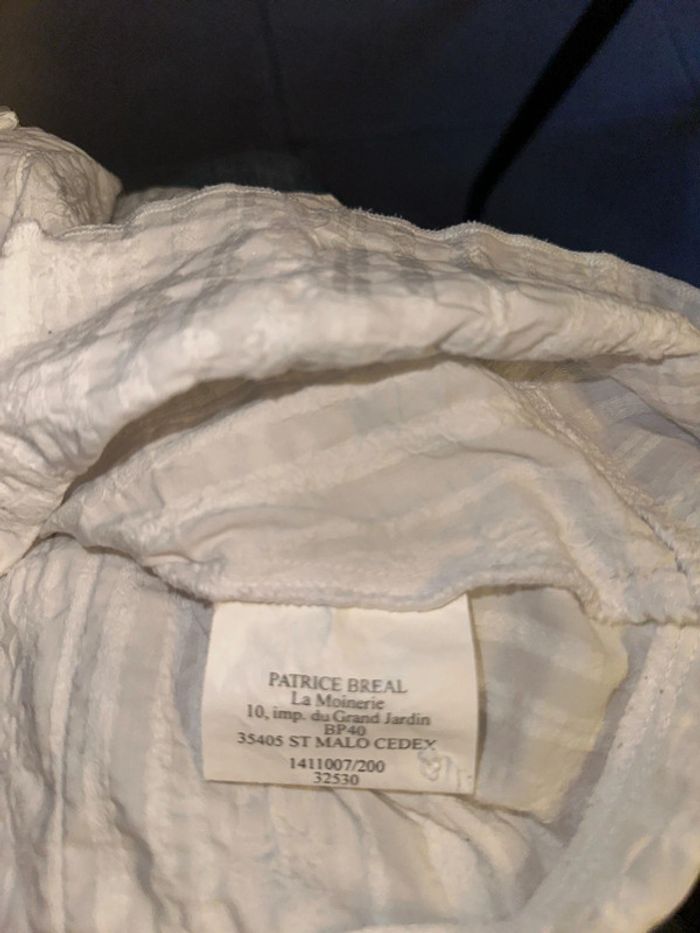 PATRICE BREAL
La Moinerie
10, imp. du Grand Jardin
BP40
35405 ST MALO CEDEX
1411007/200
32530